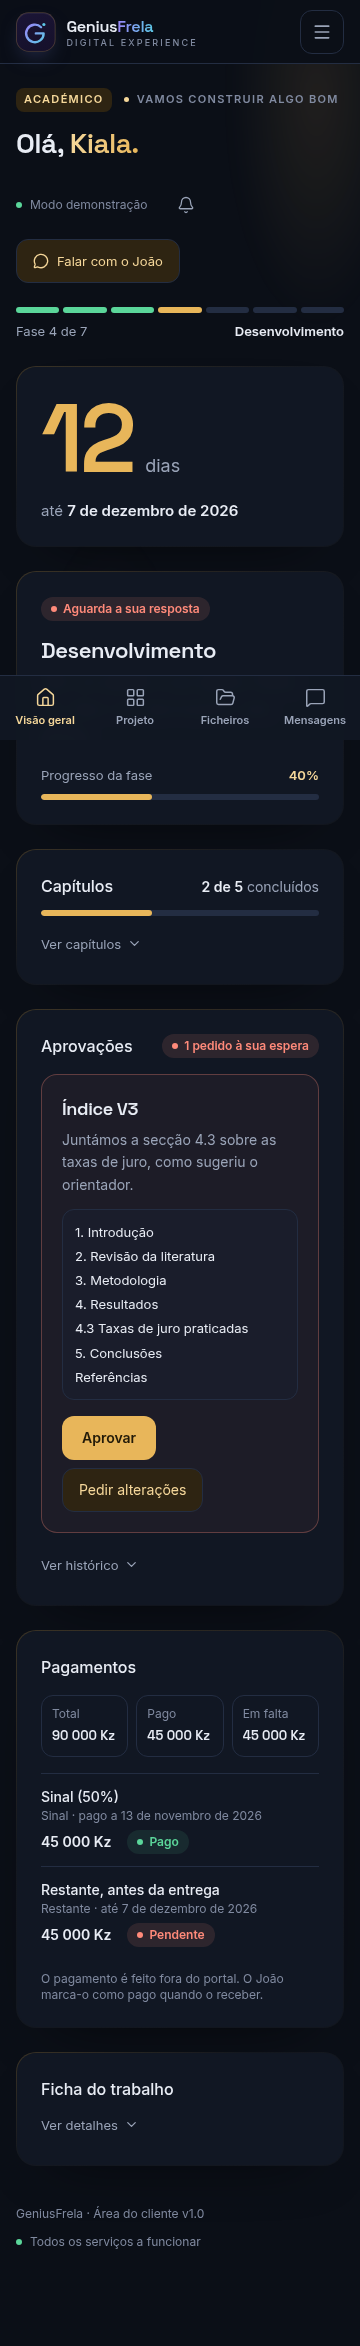 GeniusFrela
DIGITAL EXPERIENCE
ACADÉMICO VAMOS CONSTRUIR ALGO BOM
Olá, Kiala.
Modo demonstração
Falar com o João
Fase 4 de 7 Desenvolvimento
12 dias
até 7 de dezembro de 2026
Aguarda a sua resposta
Desenvolvimento
Visão geral Projeto Ficheiros Mensagens
Progresso da fase 40%
Capítulos 2 de 5 concluídos
Ver capítulos
Aprovações 1 pedido à sua espera
Índice V3
Juntámos a secção 4.3 sobre as
taxas de juro, como sugeriu o
orientador.
1. Introdução
2. Revisão da literatura
3. Metodologia
4. Resultados
4.3 Taxas de juro praticadas
5. Conclusões
Referências
Aprovar
Pedir alterações
Ver histórico
Pagamentos
Total Pago Em falta
90 000 Kz 45 000 Kz 45 000 Kz
Sinal (50%)
Sinal · pago a 13 de novembro de 2026
45 000 Kz Pago
Restante, antes da entrega
Restante · até 7 de dezembro de 2026
45 000 Kz Pendente
O pagamento é feito fora do portal. O João
marca-o como pago quando o receber.
Ficha do trabalho
Ver detalhes
GeniusFrela · Área do cliente v1.0
Todos os serviços a funcionar